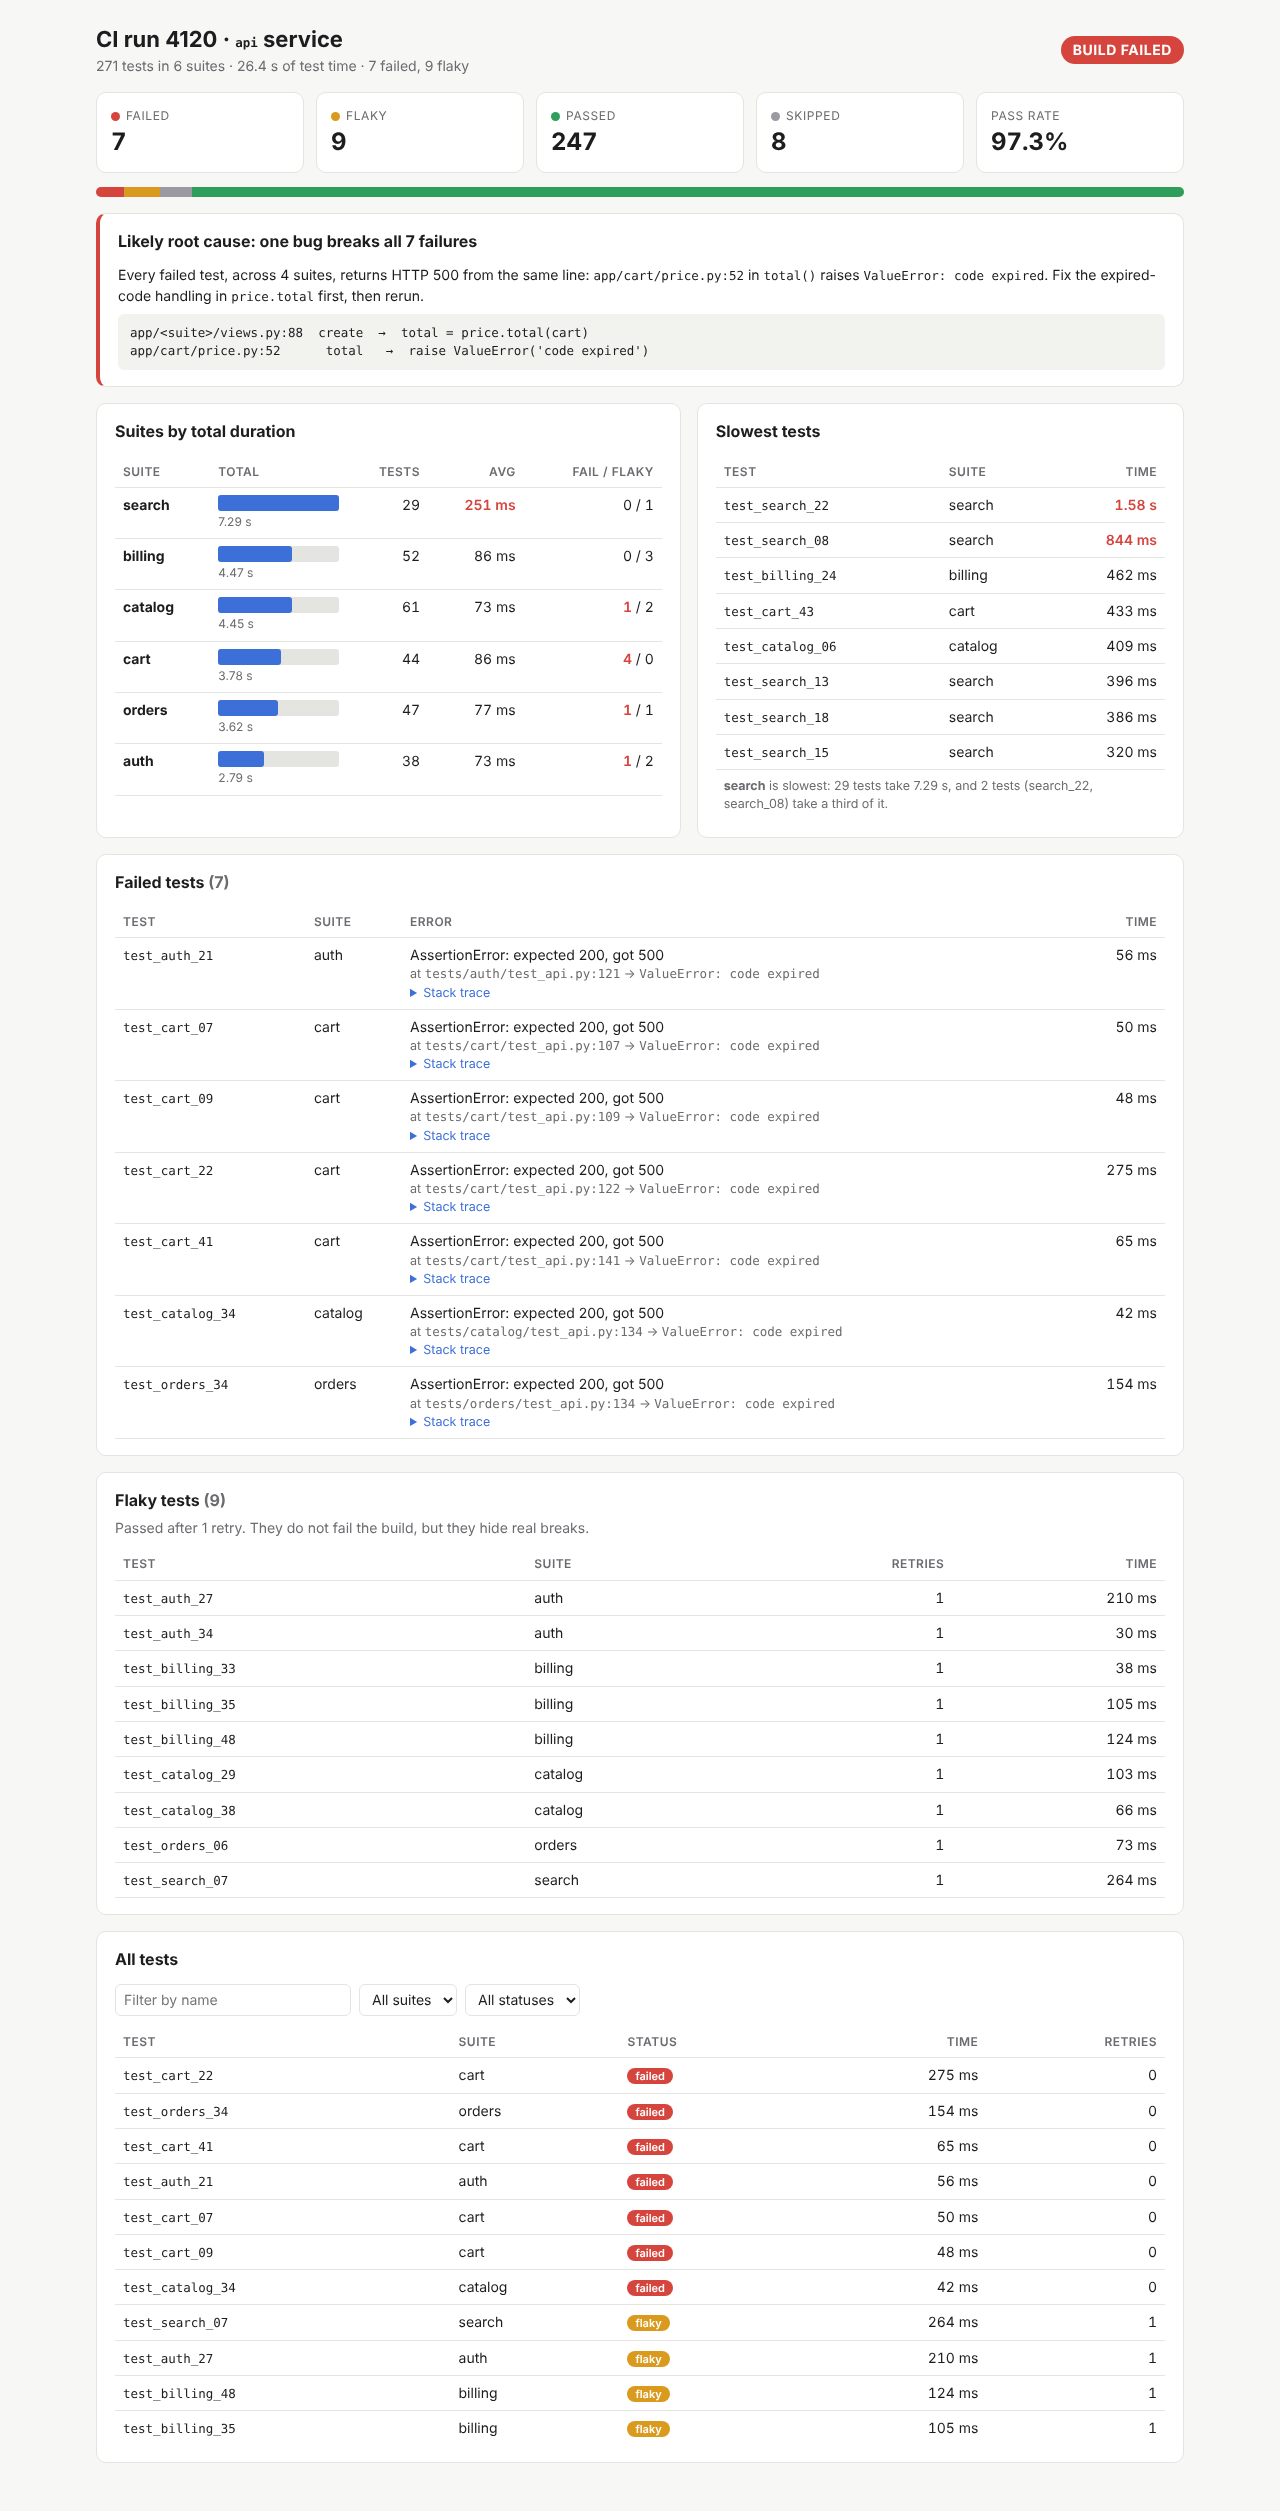 CI run 4120 · api service
271 tests in 6 suites · 26.4 s of test time · 7 failed, 9 flaky
BUILD FAILED
FAILED
7
FLAKY
9
PASSED
247
SKIPPED
8
PASS RATE
97.3%
Likely root cause: one bug breaks all 7 failures
Every failed test, across 4 suites, returns HTTP 500 from the same line: app/cart/price.py:52 in total() raises ValueError: code expired. Fix the expired-
code handling in price.total first, then rerun.
app/<suite>/views.py:88 create → total = price.total(cart)
app/cart/price.py:52 total → raise ValueError('code expired')
Suites by total duration
SUITE TOTAL TESTS AVG FAIL / FLAKY
search 29 251 ms 0 / 1
7.29 s
billing 52 86 ms 0 / 3
4.47 s
catalog 61 73 ms 1 / 2
4.45 s
cart 44 86 ms 4 / 0
3.78 s
orders 47 77 ms 1 / 1
3.62 s
auth 38 73 ms 1 / 2
2.79 s
Slowest tests
TEST SUITE TIME
test_search_22 search 1.58 s
test_search_08 search 844 ms
test_billing_24 billing 462 ms
test_cart_43 cart 433 ms
test_catalog_06 catalog 409 ms
test_search_13 search 396 ms
test_search_18 search 386 ms
test_search_15 search 320 ms
search is slowest: 29 tests take 7.29 s, and 2 tests (search_22,
search_08) take a third of it.
Failed tests (7)
TEST SUITE ERROR TIME
test_auth_21 auth AssertionError: expected 200, got 500 56 ms
at tests/auth/test_api.py:121 → ValueError: code expired
▶ Stack trace
test_cart_07 cart AssertionError: expected 200, got 500 50 ms
at tests/cart/test_api.py:107 → ValueError: code expired
▶ Stack trace
test_cart_09 cart AssertionError: expected 200, got 500 48 ms
at tests/cart/test_api.py:109 → ValueError: code expired
▶ Stack trace
test_cart_22 cart AssertionError: expected 200, got 500 275 ms
at tests/cart/test_api.py:122 → ValueError: code expired
▶ Stack trace
test_cart_41 cart AssertionError: expected 200, got 500 65 ms
at tests/cart/test_api.py:141 → ValueError: code expired
▶ Stack trace
test_catalog_34 catalog AssertionError: expected 200, got 500 42 ms
at tests/catalog/test_api.py:134 → ValueError: code expired
▶ Stack trace
test_orders_34 orders AssertionError: expected 200, got 500 154 ms
at tests/orders/test_api.py:134 → ValueError: code expired
▶ Stack trace
Flaky tests (9)
Passed after 1 retry. They do not fail the build, but they hide real breaks.
TEST SUITE RETRIES TIME
test_auth_27 auth 1 210 ms
test_auth_34 auth 1 30 ms
test_billing_33 billing 1 38 ms
test_billing_35 billing 1 105 ms
test_billing_48 billing 1 124 ms
test_catalog_29 catalog 1 103 ms
test_catalog_38 catalog 1 66 ms
test_orders_06 orders 1 73 ms
test_search_07 search 1 264 ms
All tests
Filter by name All suites All statuses
TEST SUITE STATUS TIME RETRIES
test_cart_22 cart failed 275 ms 0
test_orders_34 orders failed 154 ms 0
test_cart_41 cart failed 65 ms 0
test_auth_21 auth failed 56 ms 0
test_cart_07 cart failed 50 ms 0
test_cart_09 cart failed 48 ms 0
test_catalog_34 catalog failed 42 ms 0
test_search_07 search flaky 264 ms 1
test_auth_27 auth flaky 210 ms 1
test_billing_48 billing flaky 124 ms 1
test_billing_35 billing flaky 105 ms 1